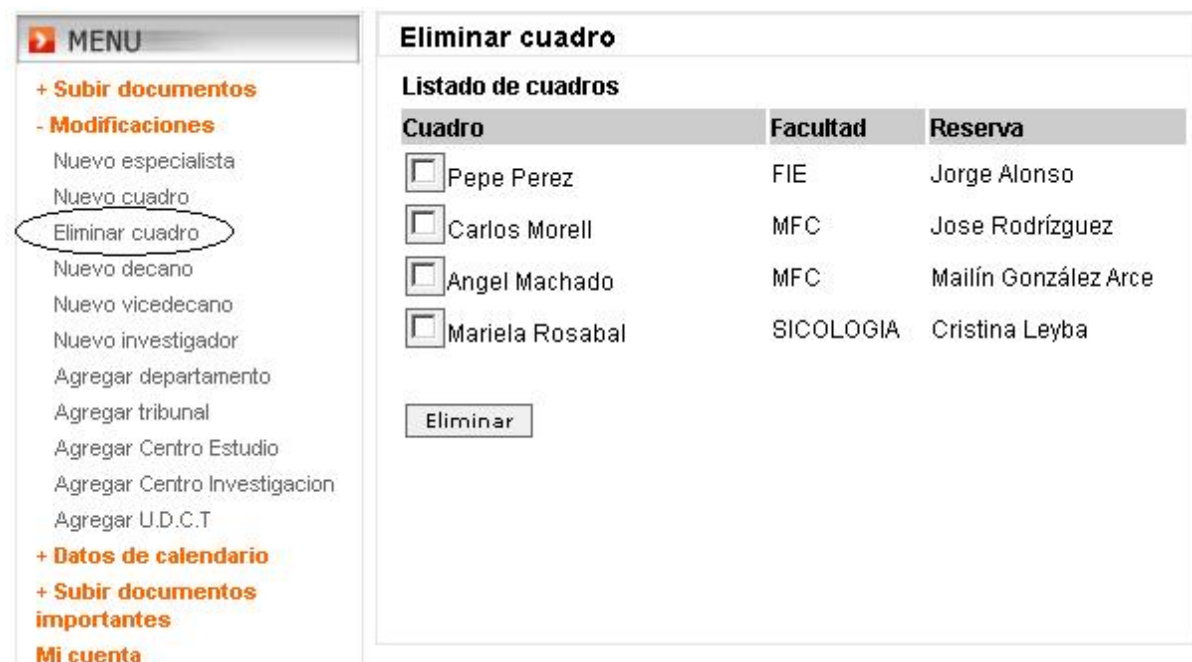 MENU
+ Subir documentos
- Modificaciones
Nuevo especialista
Nuevo cuadro
Eliminar cuadro
Nuevo decano
Nuevo vicedecano
Nuevo investigador
Agregar departamento
Agregar tribunal
Agregar Centro Estudio
Agregar Centro Investigacion
Agregar U.D.C.T
+ Datos de calendario
+ Subir documentos
importantes
Mi cuenta
Eliminar cuadro
Listado de cuadros
Cuadro Facultad Reserva
Pepe Perez FIE Jorge Alonso
Carlos Morell MFC Jose Rodrízguez
Angel Machado MFC Mailín González Arce
Mariela Rosabal SICOLOGIA Cristina Leyba
Eliminar